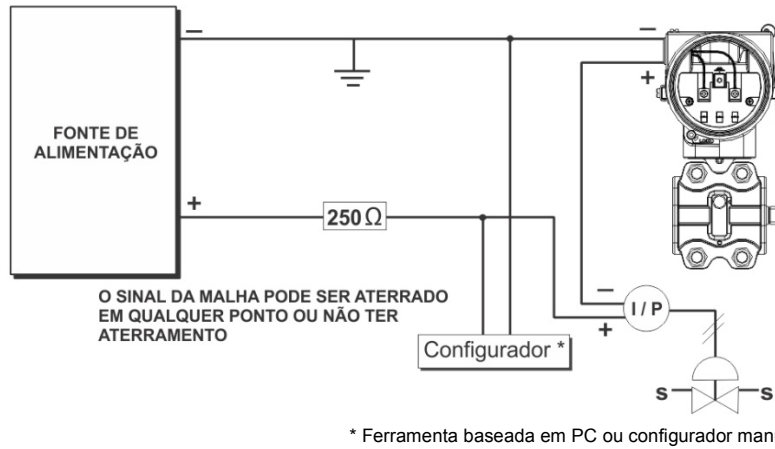 −
−
+
FONTE DE
ALIMENTAÇÃO
+
250 Ω
O SINAL DA MALHA PODE SER ATERRADO
EM QUALQUER PONTO OU NÃO TER
ATERRAMENTO
−
+
I / P
Configurador *
S
S
* Ferramenta baseada em PC ou configurador man